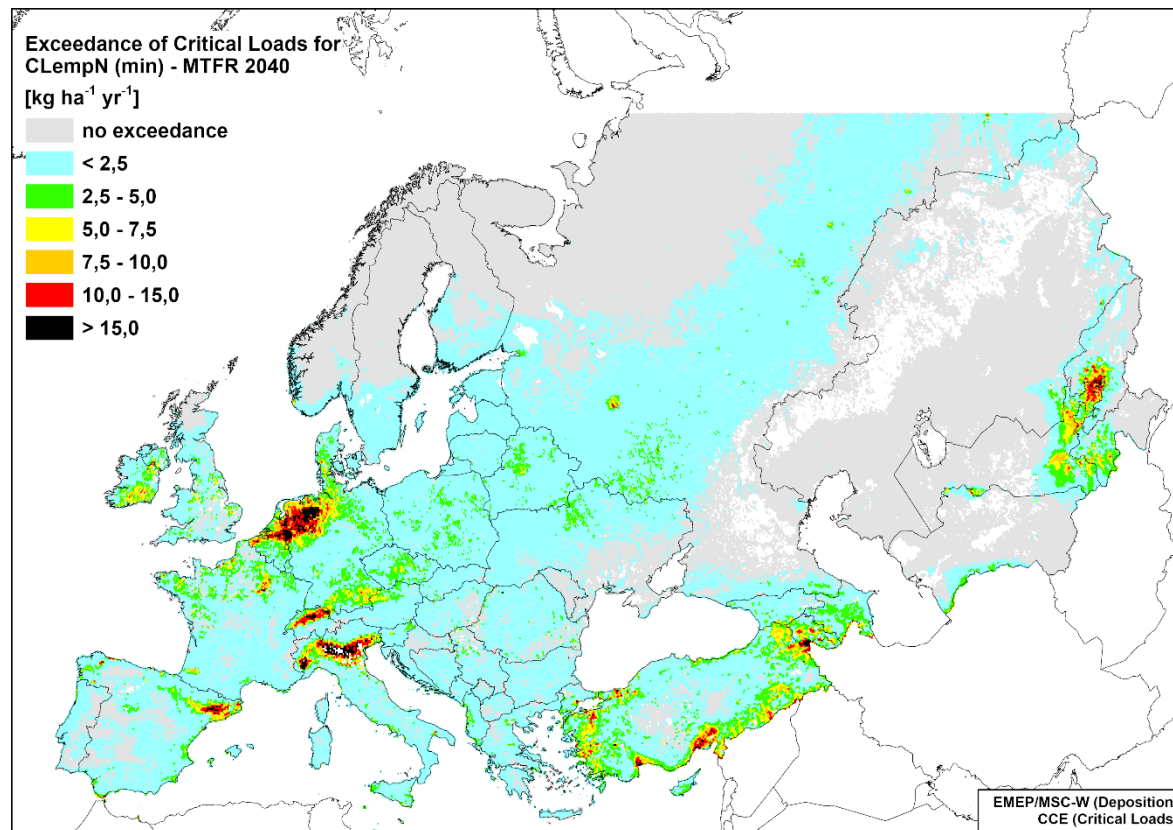 Exceedance of Critical Loads for
CLempN (min) - MTFR 2040
[kg ha⁻¹ yr⁻¹]
no exceedance
< 2,5
2,5 - 5,0
5,0 - 7,5
7,5 - 10,0
10,0 - 15,0
> 15,0
EMEP/MSC-W (Deposition
CCE (Critical Loads